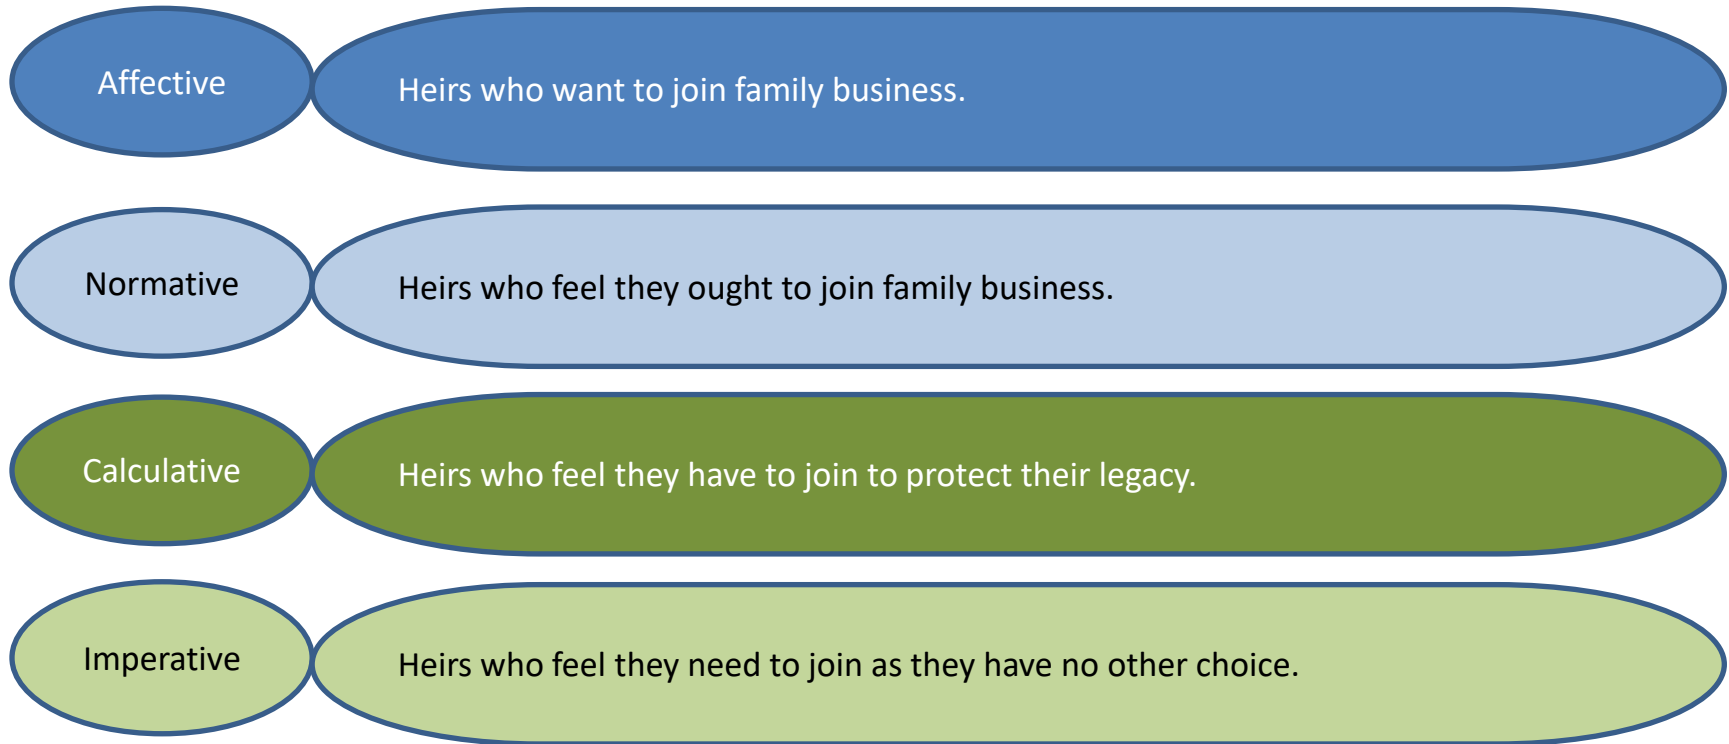 Affective
Heirs who want to join family business.
Normative
Heirs who feel they ought to join family business.
Calculative
Heirs who feel they have to join to protect their legacy.
Imperative
Heirs who feel they need to join as they have no other choice.